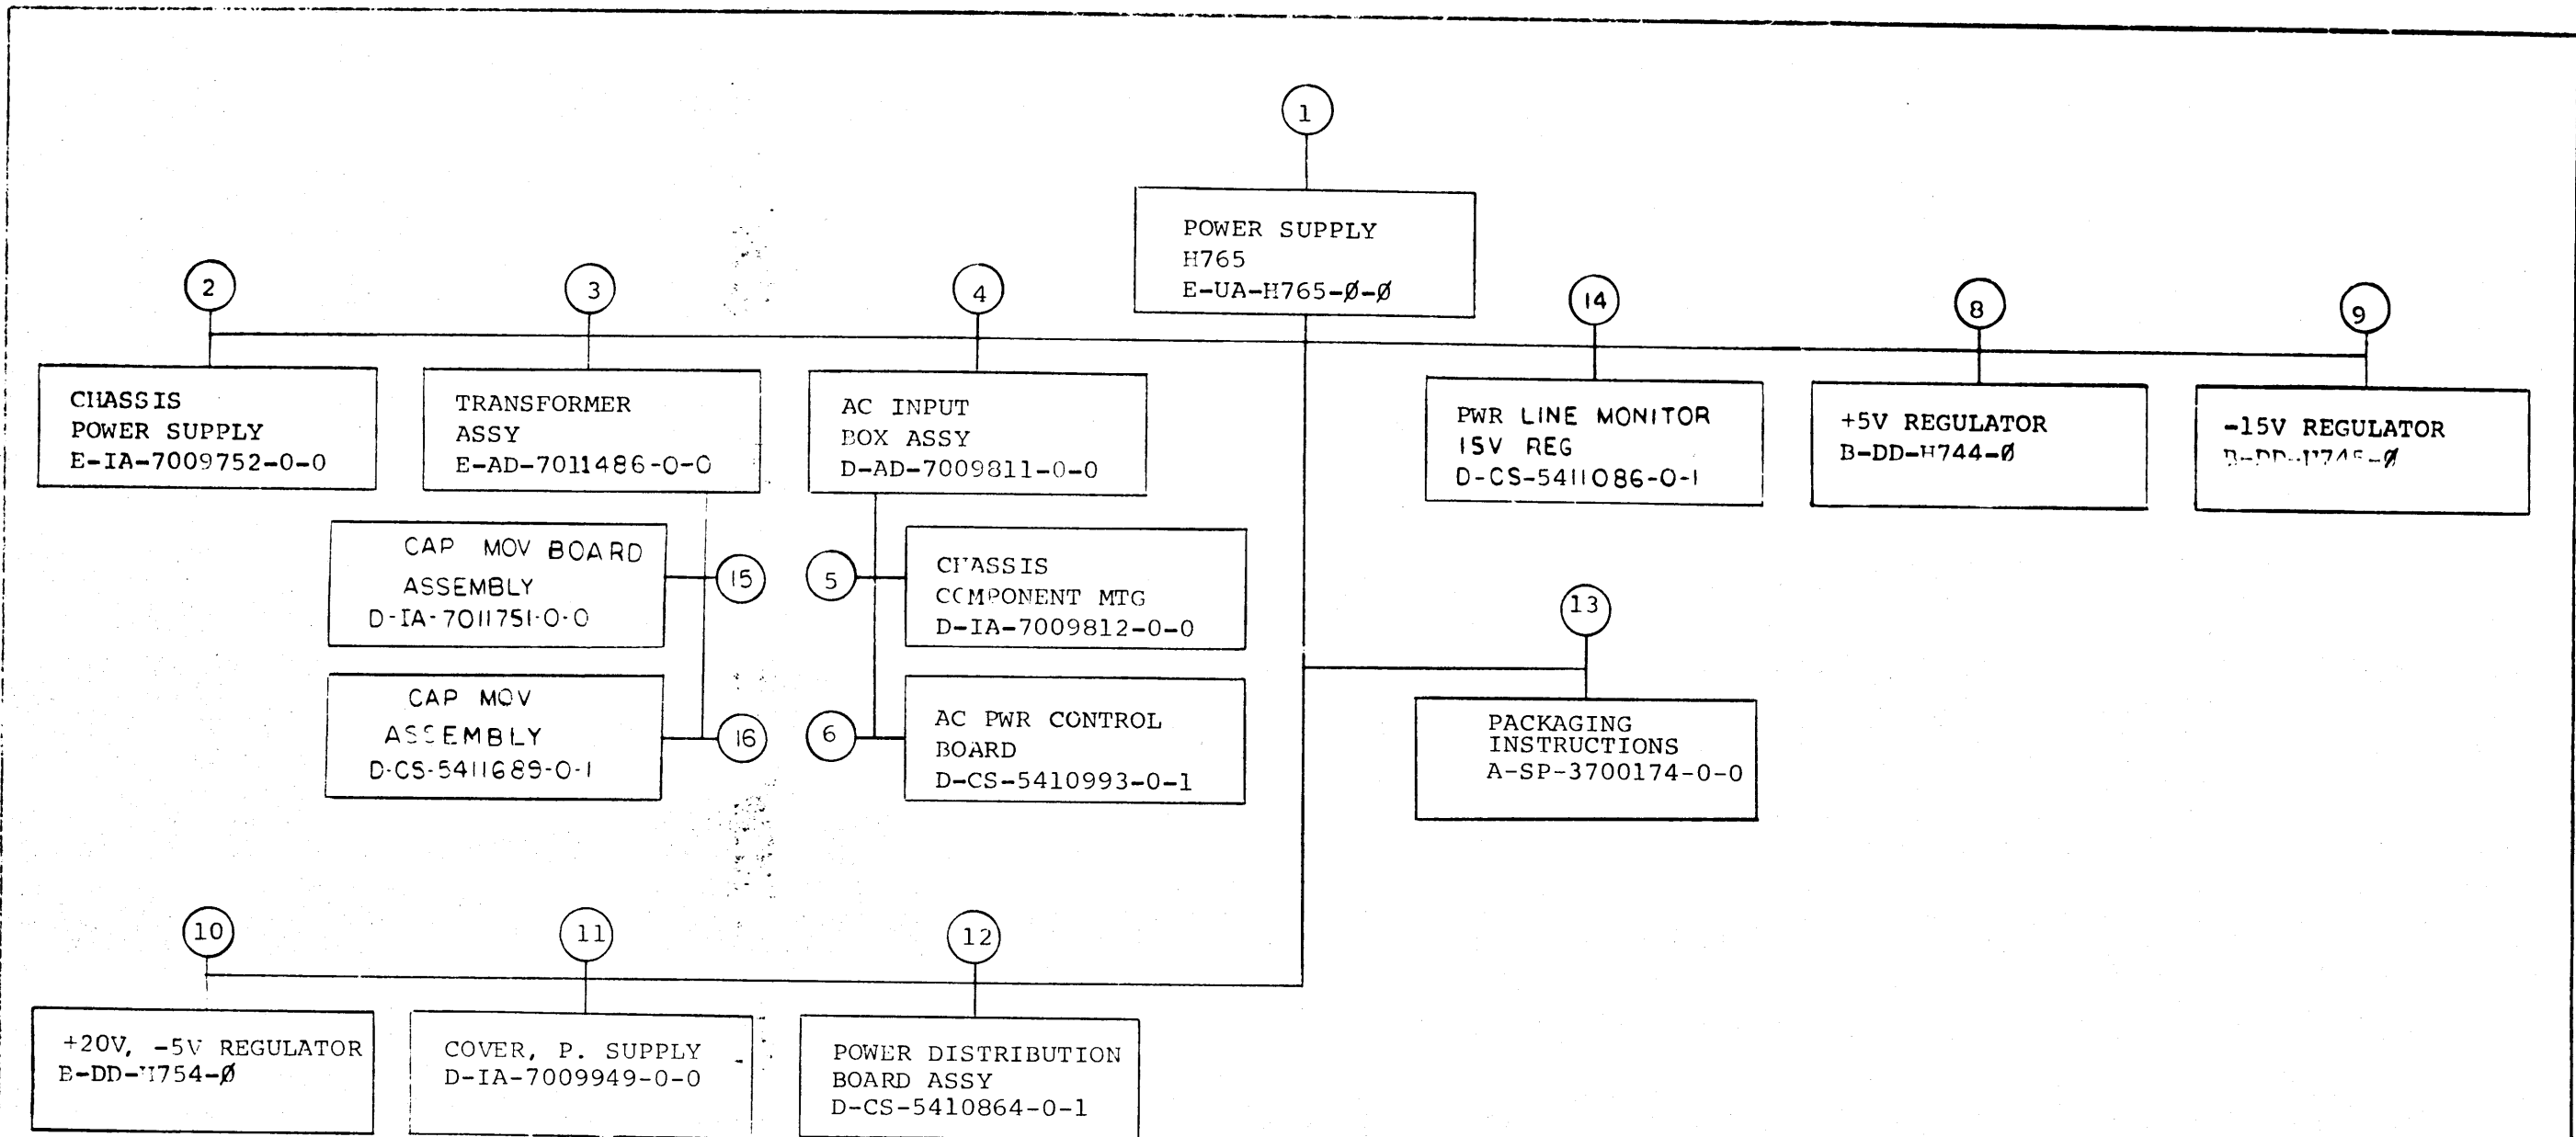 1
POWER SUPPLY
H765
E-UA-H765-Ø-Ø
2
CHASSIS
POWER SUPPLY
E-IA-7009752-0-0
3
TRANSFORMER
ASSY
E-AD-7011486-0-0
4
AC INPUT
BOX ASSY
D-AD-7009811-0-0
14
PWR LINE MONITOR
15V REG
D-CS-5411086-0-1
8
+5V REGULATOR
B-DD-H744-Ø
9
-15V REGULATOR
CAP MOV BOARD
ASSEMBLY
D-IA-7011751-0-0
15
5
CHASSIS
COMPONENT MTG
D-IA-7009812-0-0
CAP MOV
ASSEMBLY
D-CS-5411689-0-1
16
6
AC PWR CONTROL
BOARD
D-CS-5410993-0-1
13
PACKAGING
INSTRUCTIONS
A-SP-3700174-0-0
10
+20V, -5V REGULATOR
B-DD-H754-Ø
11
COVER, P. SUPPLY
D-IA-7009949-0-0
12
POWER DISTRIBUTION
BOARD ASSY
D-CS-5410864-0-1